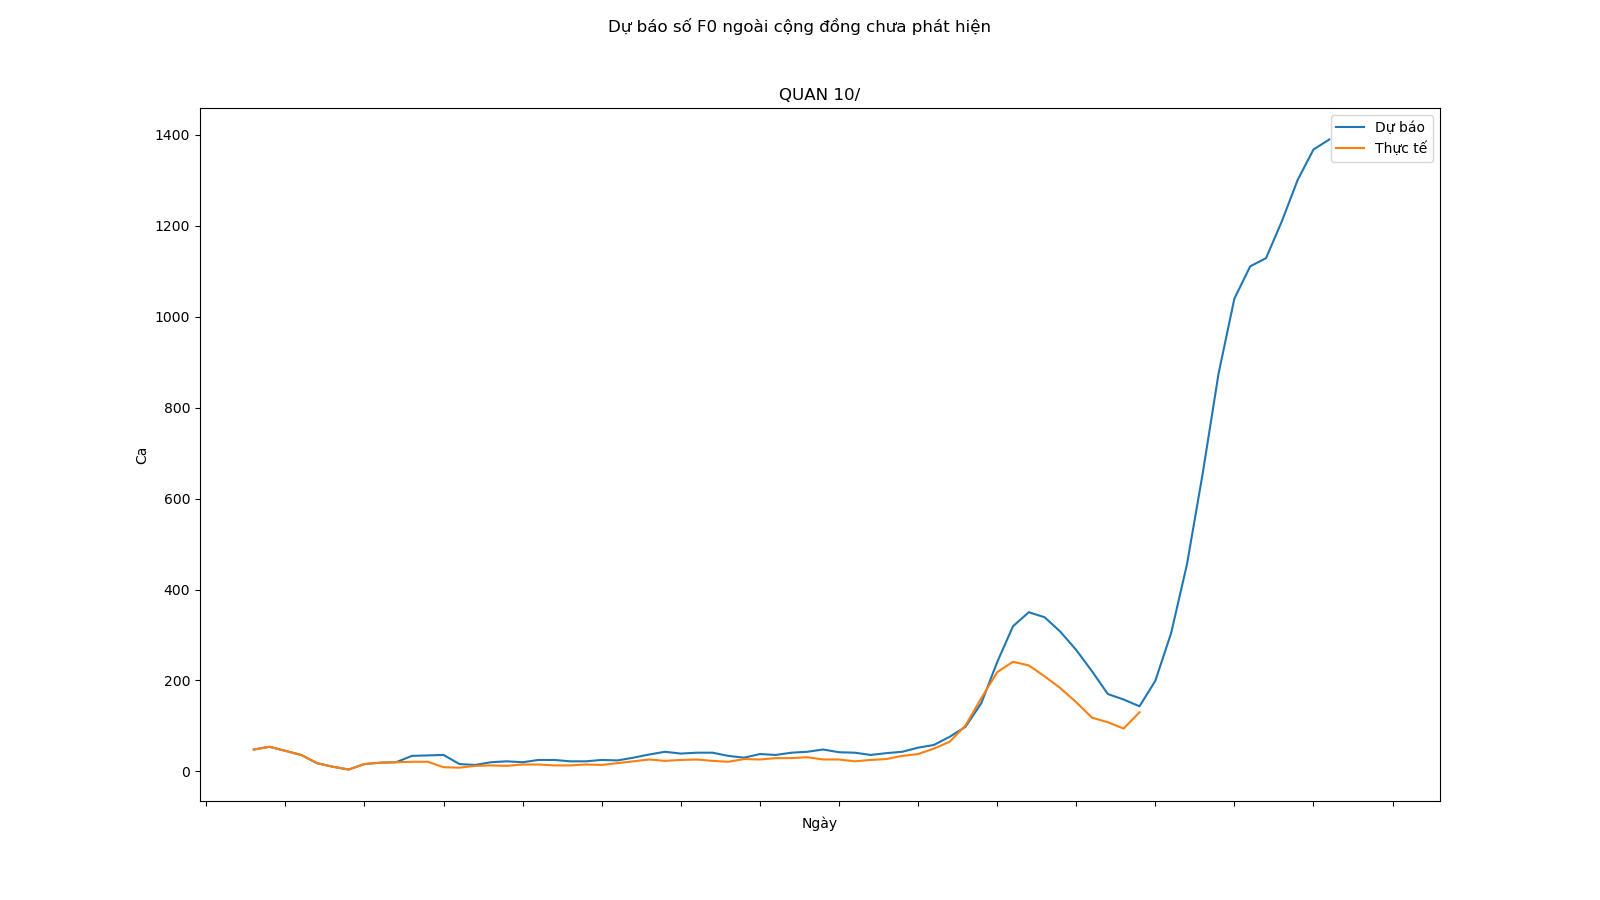 Dự báo số F0 ngoài cộng đồng chưa phát hiện
QUAN 10/
Dự báo
Thực tế
1400
1200
1000
800
600
400
200
0
Ca
Ngày